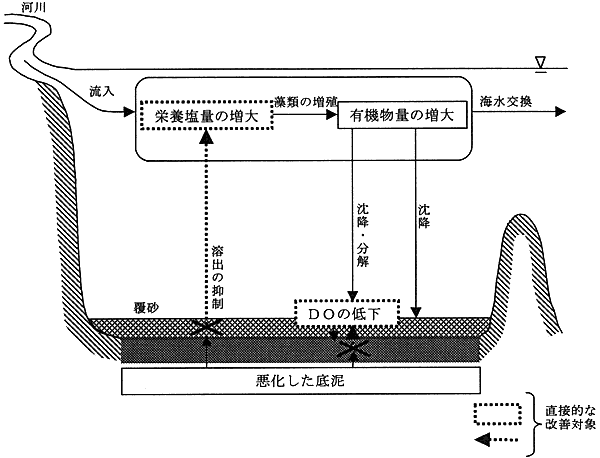 河川
流入
栄養塩量の増大
藻類の増殖
有機物量の増大
海水交換
溶出の抑制
沈降・分解
沈降
覆砂
DOの低下
悪化した底泥
直接的な
改善対象